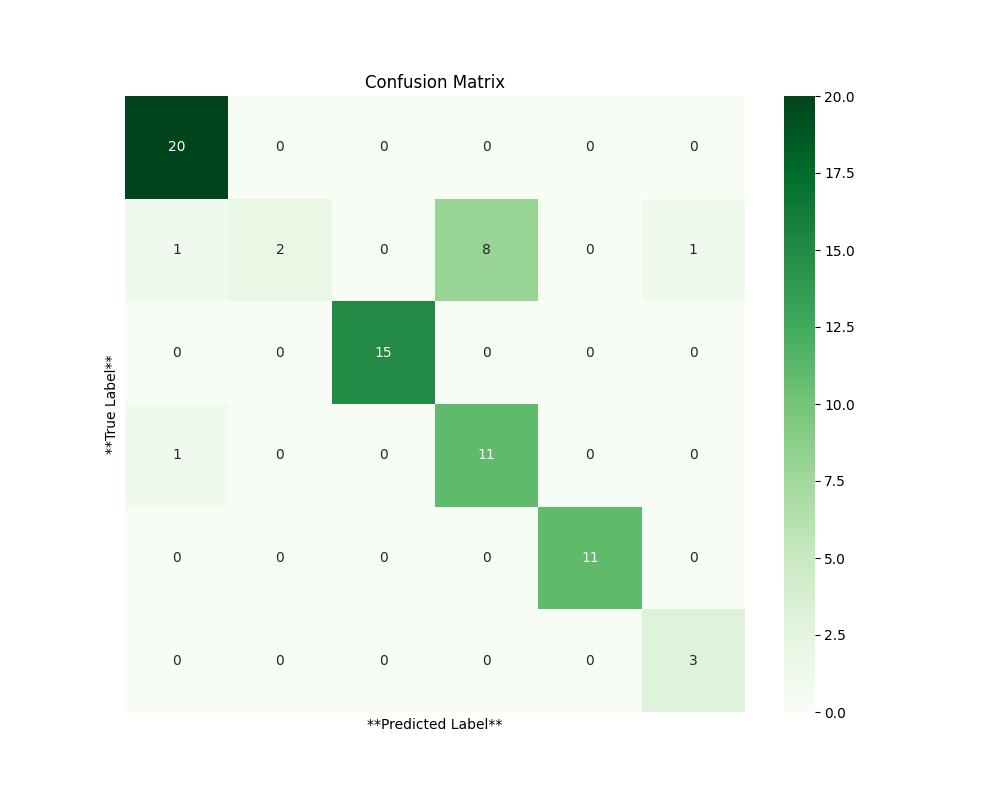 Confusion Matrix
20 0 0 0 0 0
1 2 0 8 0 1
0 0 15 0 0 0
1 0 0 11 0 0
0 0 0 0 11 0
0 0 0 0 0 3
**True Label**
**Predicted Label**
20.0
17.5
15.0
12.5
10.0
7.5
5.0
2.5
0.0